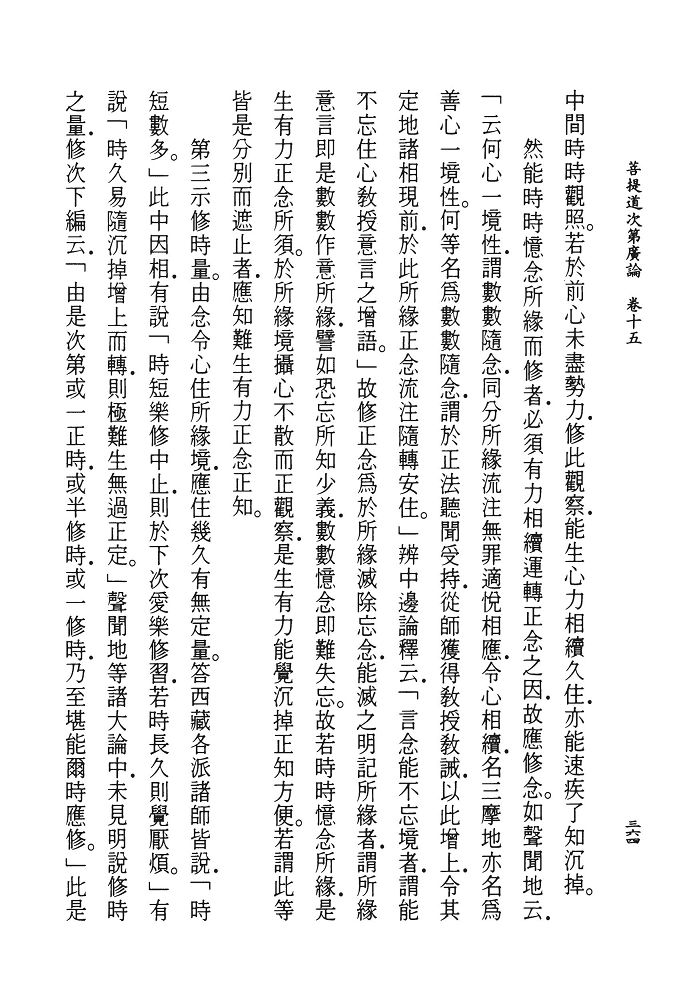 菩提道次第廣論　卷十五
三六四
中間時時觀照。若於前心未盡勢力．修此觀察．能生心力相續久住．亦能速疾了知沉掉。
然能時時憶念所緣而修者．必須有力相續運轉正念之因．故應修念。如聲聞地云．
「云何心一境性．謂數數隨念．同分所緣流注無罪適悅相應．令心相續．名三摩地亦名爲
善心一境性。何等名爲數數隨念．謂於正法聽聞受持．從師獲得敎授敎誡．以此增上．令其
定地諸相現前．於此所緣正念流注隨轉安住。」辨中邊論釋云．「言念能不忘境者．謂能
不忘住心敎授意言之增語。」故修正念爲於所緣滅除忘念．能滅之明記所緣者．謂所緣
意言即是數數作意所緣．譬如恐忘所知少義．數數憶念即難失忘。故若時時憶念所緣．是
生有力正念所須。於所緣境攝心不散而正觀察．是生有力能覺沉掉正知方便。若謂此等
皆是分別而遮止者．應知難生有力正念正知。
第三示修時量。由念令心住所緣境．應住幾久有無定量。答西藏各派諸師皆說．「時
短數多。」此中因相．有說「時短樂修中止．則於下次愛樂修習．若時長久則覺厭煩。」有
說「時久易隨沉掉增上而轉．則極難生無過正定。」聲聞地等諸大論中．未見明說修時
之量．修次下編云．「由是次第或一正時．或半修時．或一修時．乃至堪能爾時應修。」此是